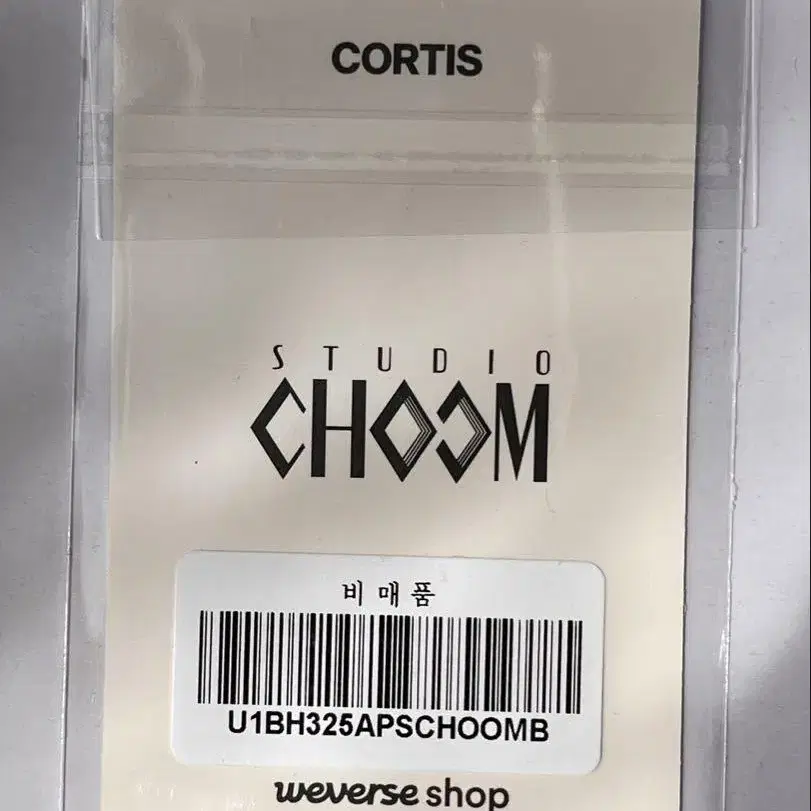 CORTIS
STUDIO
CHOOM
비매품
U1BH325APSCHOOMB
weverse shop